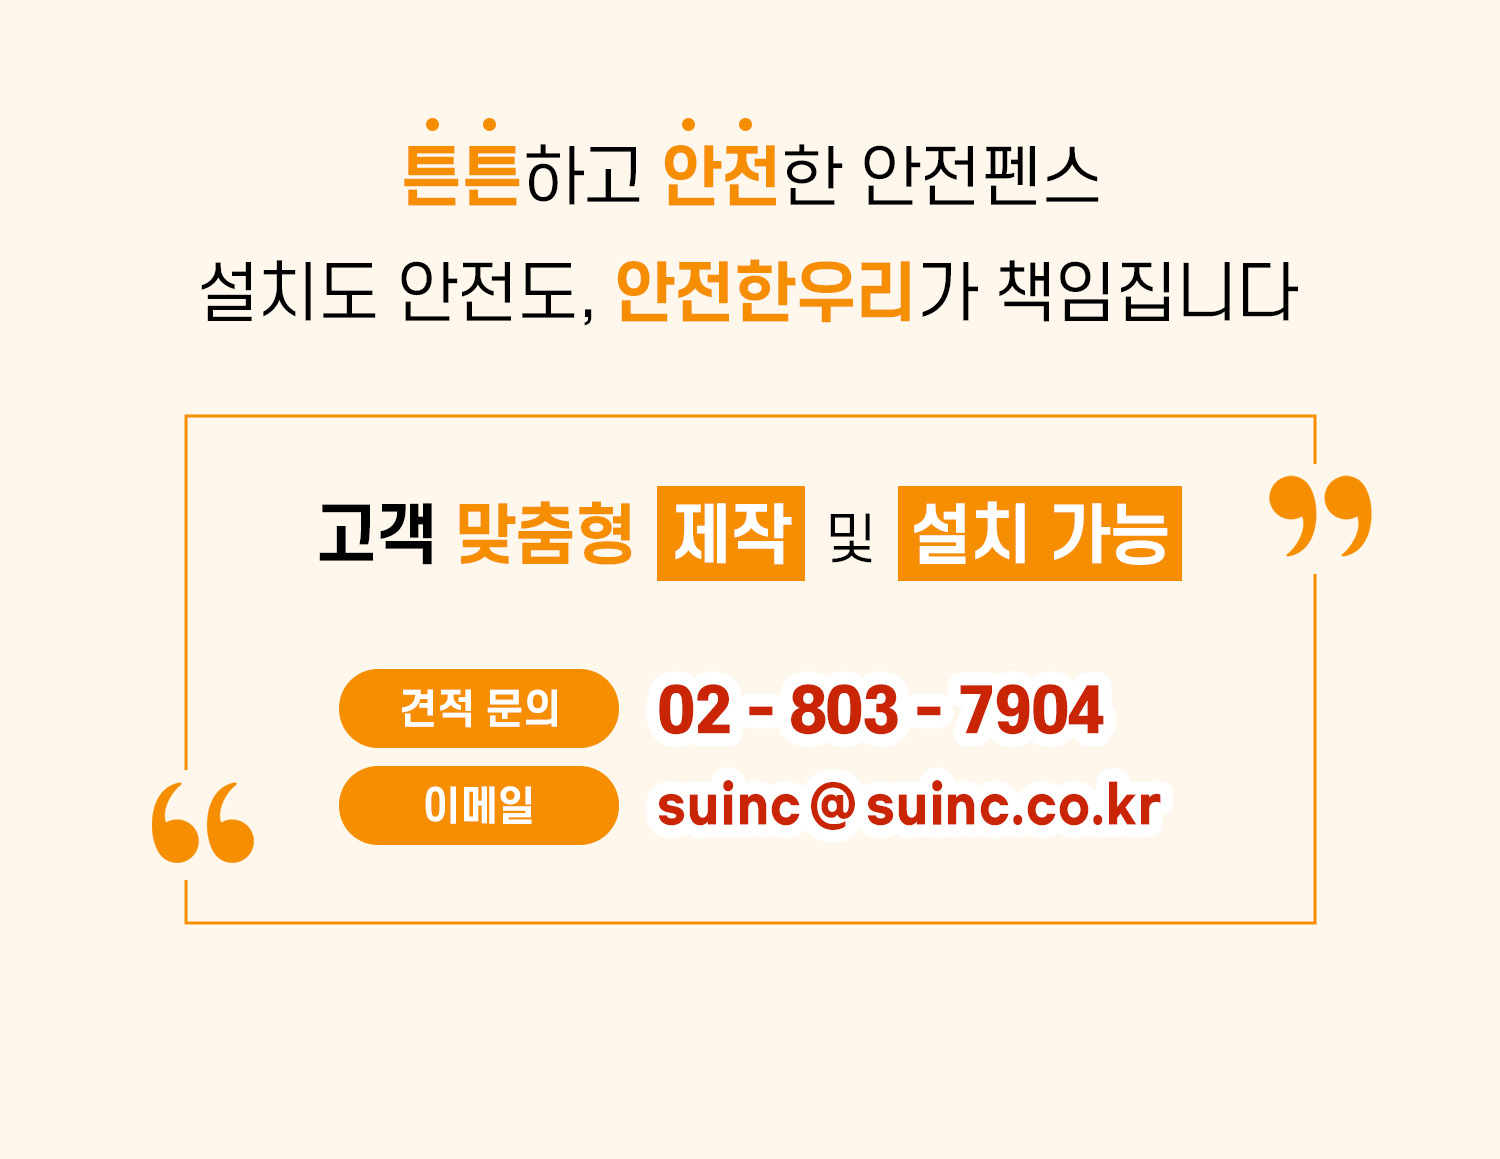 튼튼하고 안전한 안전펜스
설치도 안전도, 안전한우리가 책임집니다
고객 맞춤형 제작 및 설치 가능
견적 문의 02 - 803 - 7904
이메일 suinc@suinc.co.kr